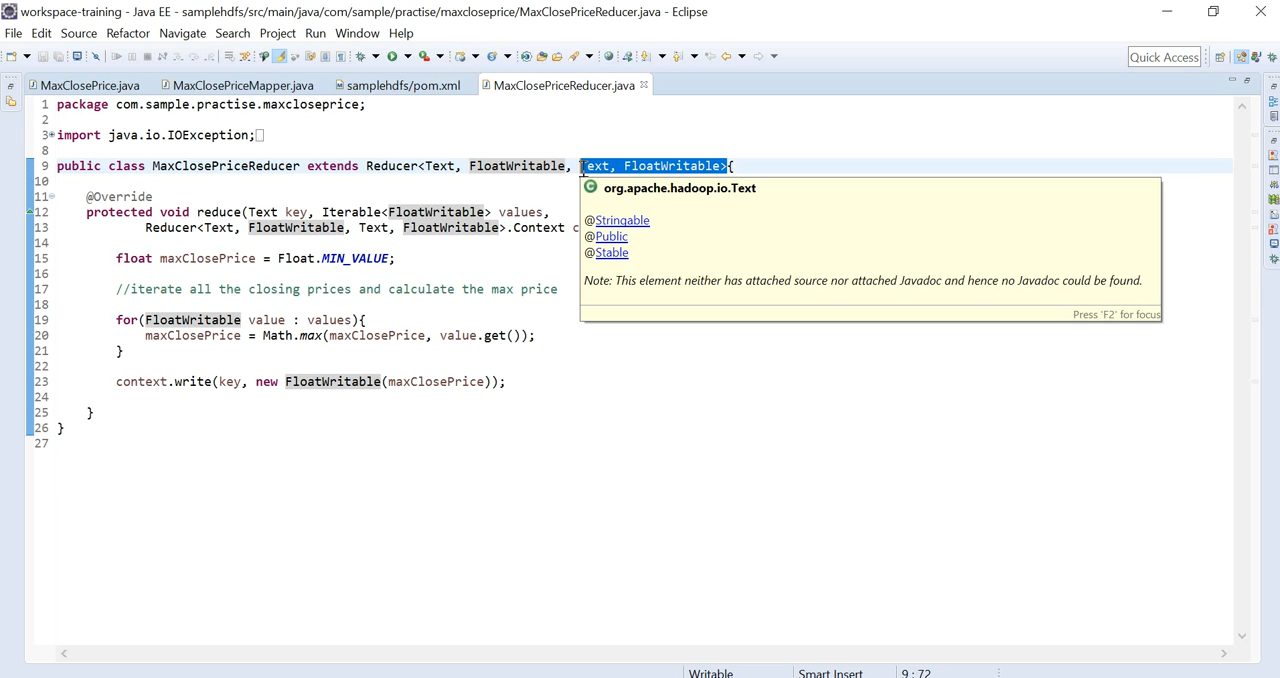 workspace-training - Java EE - samplehdfs/src/main/java/com/sample/practise/maxcloseprice/MaxClosePriceReducer.java - Eclipse
File Edit Source Refactor Navigate Search Project Run Window Help
Quick Access
MaxClosePrice.java MaxClosePriceMapper.java samplehdfs/pom.xml MaxClosePriceReducer.java
1 package com.sample.practise.maxcloseprice;
2
3 import java.io.IOException;
8
9 public class MaxClosePriceReducer extends Reducer<Text, FloatWritable, Text, FloatWritable>{
10
11 @Override
12 protected void reduce(Text key, Iterable<FloatWritable> values,
13 Reducer<Text, FloatWritable, Text, FloatWritable>.Context c
14
15 float maxClosePrice = Float.MIN_VALUE;
16
17 //iterate all the closing prices and calculate the max price
18
19 for(FloatWritable value : values){
20 maxClosePrice = Math.max(maxClosePrice, value.get());
21 }
22
23 context.write(key, new FloatWritable(maxClosePrice));
24
25 }
26 }
27
org.apache.hadoop.io.Text
@Stringable
@Public
@Stable
Note: This element neither has attached source nor attached Javadoc and hence no Javadoc could be found.
Press 'F2' for focus
Writable Smart Insert 9 : 72